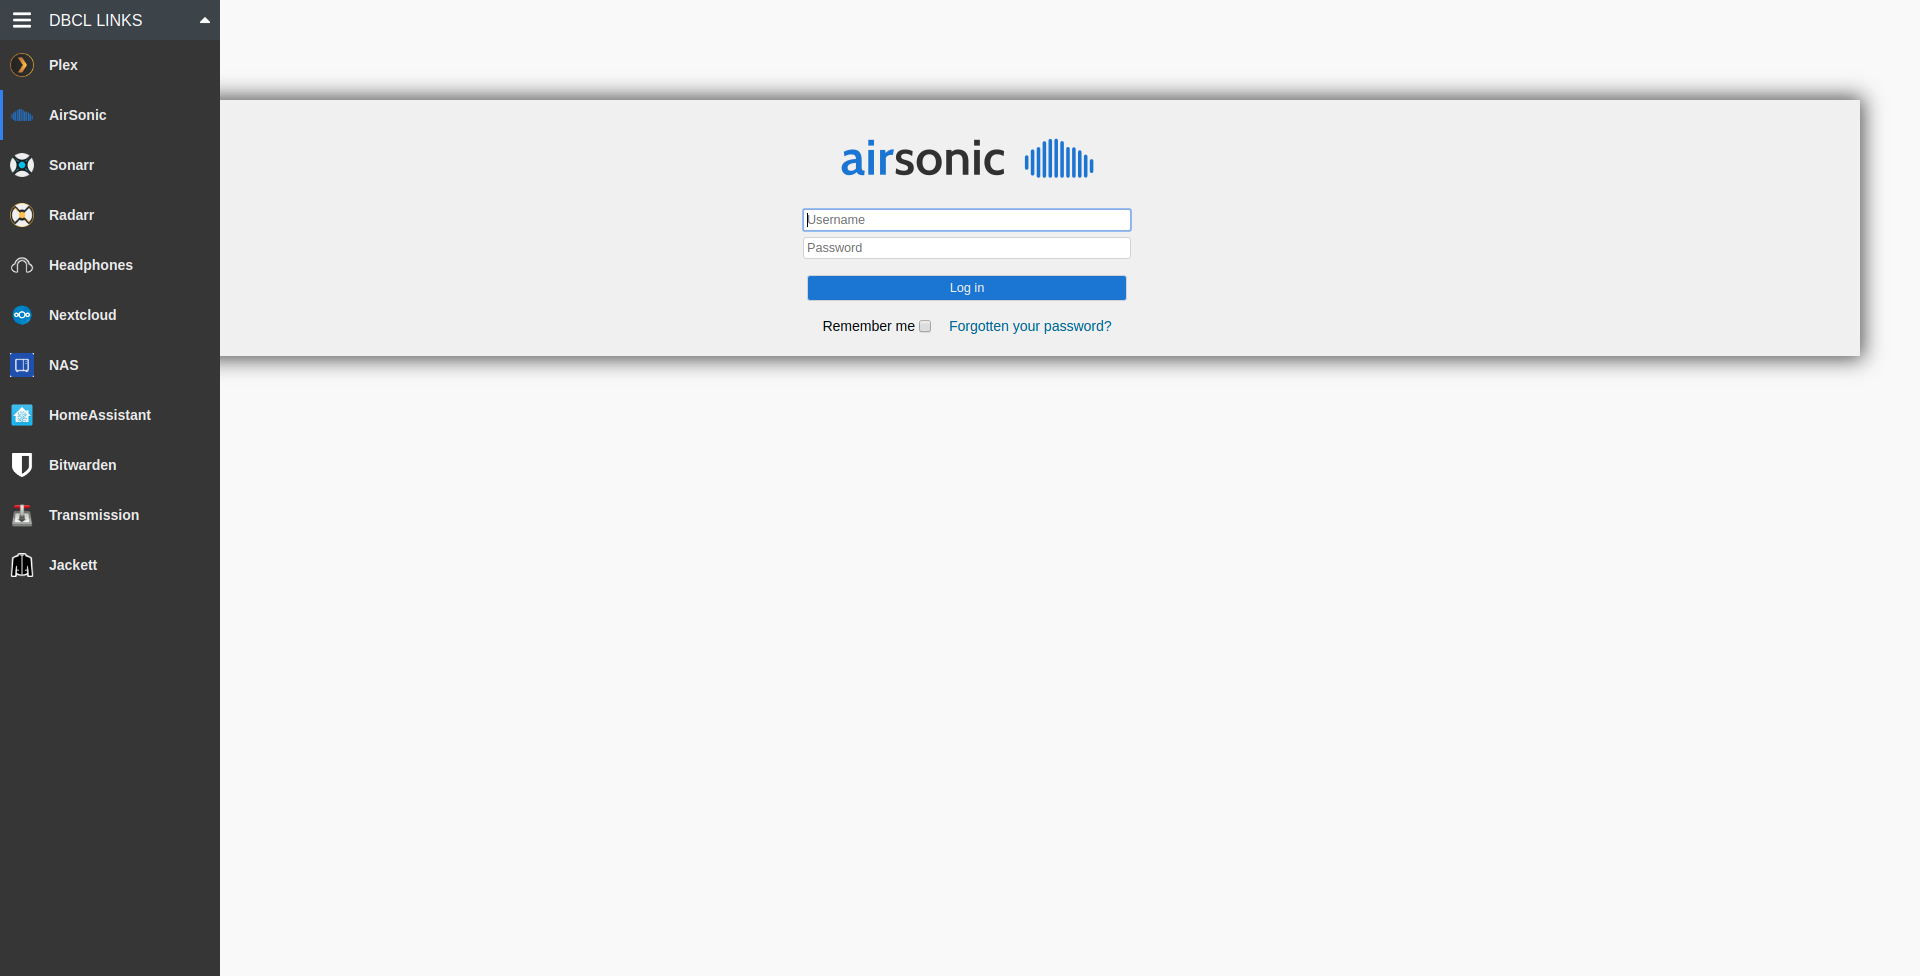 DBCL LINKS
Plex
AirSonic
Sonarr
Radarr
Headphones
Nextcloud
NAS
HomeAssistant
Bitwarden
Transmission
Jackett
airsonic
Username
Password
Log in
Remember me
Forgotten your password?